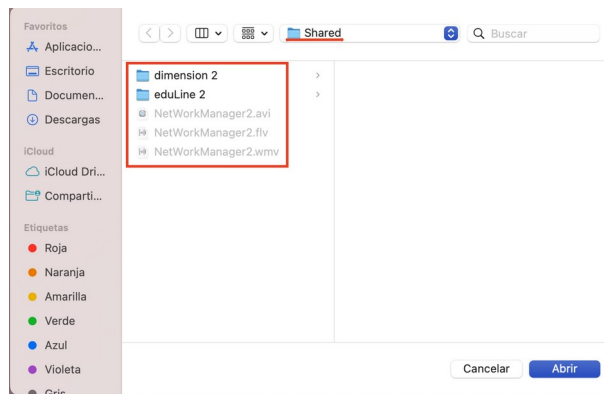 Favoritos
Aplicacio...
Escritorio
Documen...
Descargas
iCloud
iCloud Dri...
Comparti...
Etiquetas
Roja
Naranja
Amarilla
Verde
Azul
Violeta
Gris
Shared
Buscar
dimension 2
eduLine 2
NetWorkManager2.avi
NetWorkManager2.flv
NetWorkManager2.wmv
Cancelar
Abrir